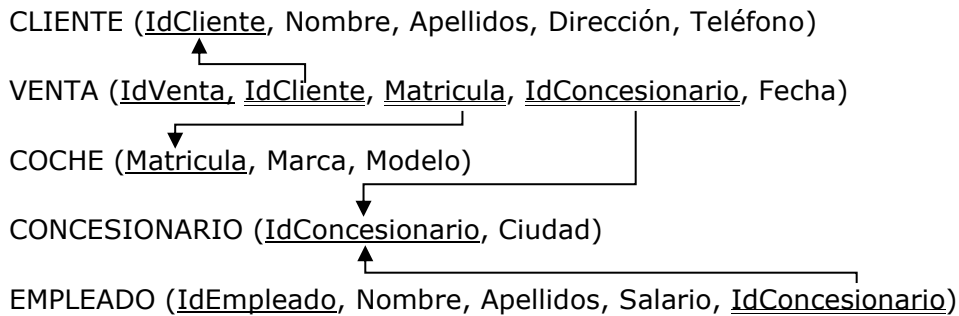 CLIENTE (IdCliente, Nombre, Apellidos, Dirección, Teléfono)
VENTA (IdVenta, IdCliente, Matricula, IdConcesionario, Fecha)
COCHE (Matricula, Marca, Modelo)
CONCESIONARIO (IdConcesionario, Ciudad)
EMPLEADO (IdEmpleado, Nombre, Apellidos, Salario, IdConcesionario)